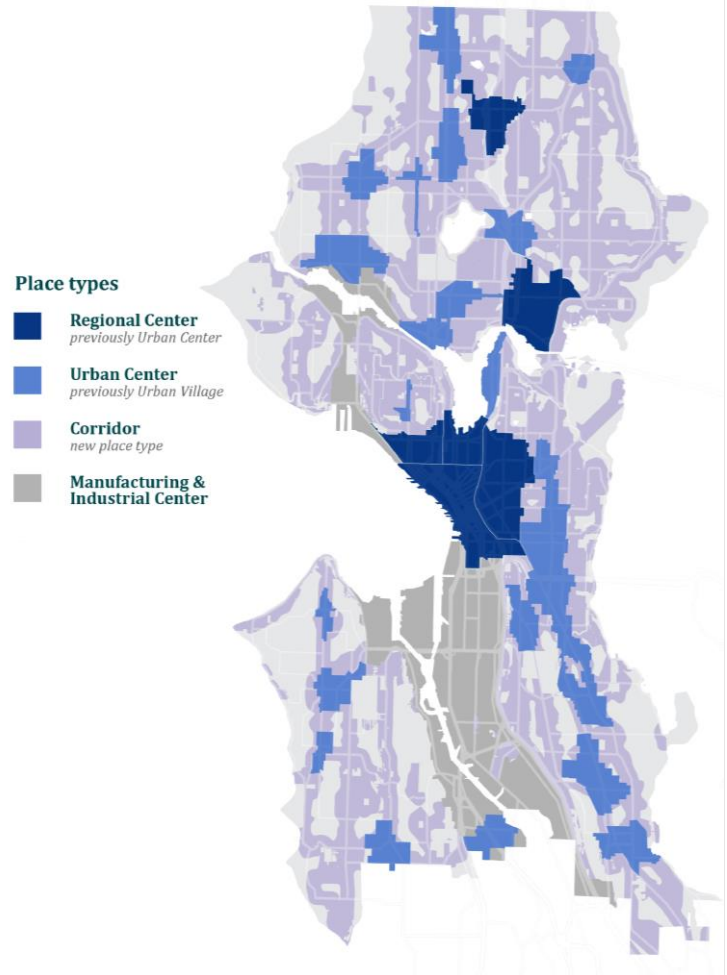 Place types
Regional Center
previously Urban Center
Urban Center
previously Urban Village
Corridor
new place type
Manufacturing &
Industrial Center